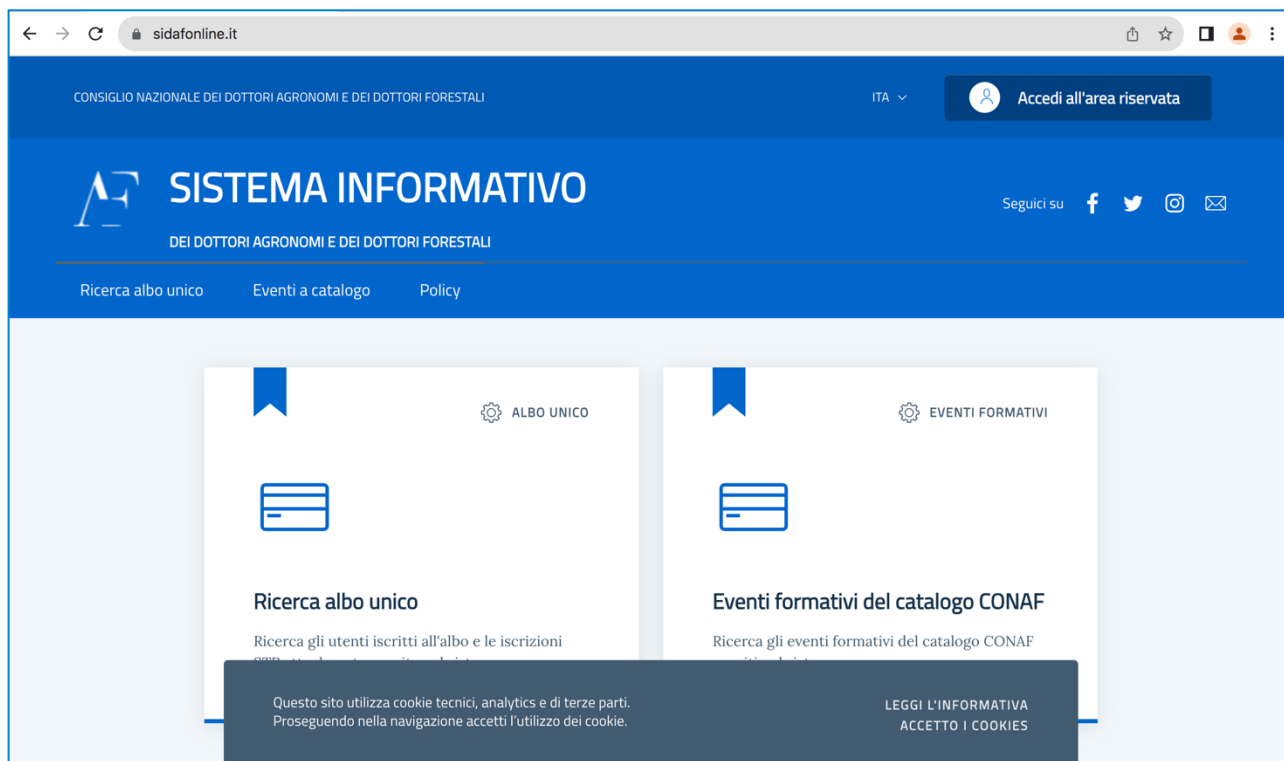 sidafonline.it
CONSIGLIO NAZIONALE DEI DOTTORI AGRONOMI E DEI DOTTORI FORESTALI
ITA
Accedi all'area riservata
SISTEMA INFORMATIVO
DEI DOTTORI AGRONOMI E DEI DOTTORI FORESTALI
Seguici su
Ricerca albo unico Eventi a catalogo Policy
ALBO UNICO
Ricerca albo unico
Ricerca gli utenti iscritti all'albo e le iscrizioni
EVENTI FORMATIVI
Eventi formativi del catalogo CONAF
Ricerca gli eventi formativi del catalogo CONAF
Questo sito utilizza cookie tecnici, analytics e di terze parti.
Proseguendo nella navigazione accetti l'utilizzo dei cookie.
LEGGI L'INFORMATIVA
ACCETTO I COOKIES